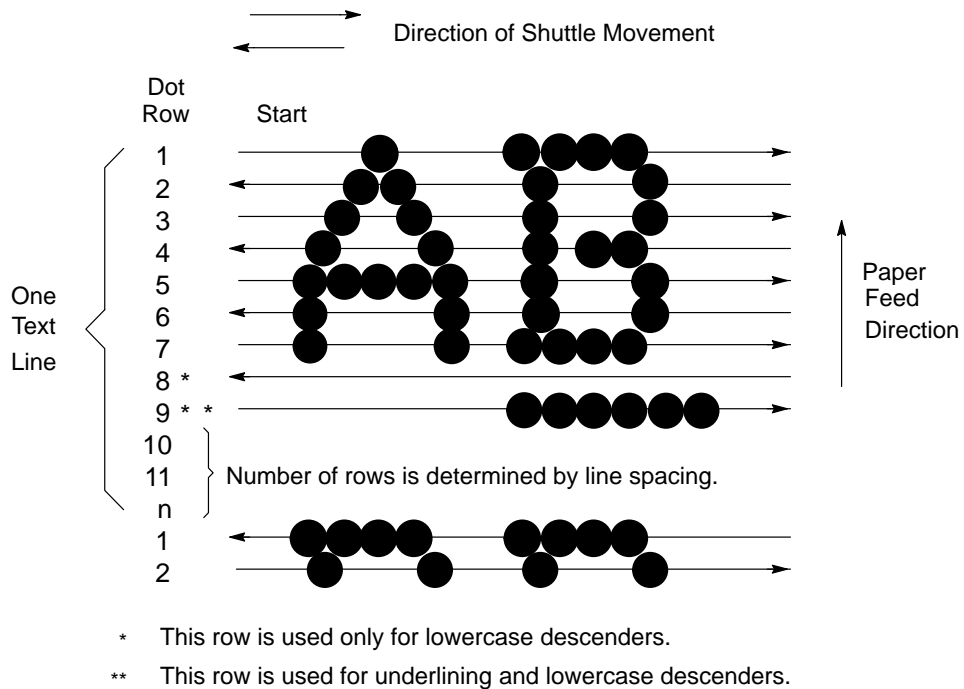 Direction of Shuttle Movement
Dot
Row
Start
1
2
3
4
5
6
7
8 *
9 * *
10
11
n
1
2
One
Text
Line
Number of rows is determined by line spacing.
Paper
Feed
Direction
* This row is used only for lowercase descenders.
** This row is used for underlining and lowercase descenders.